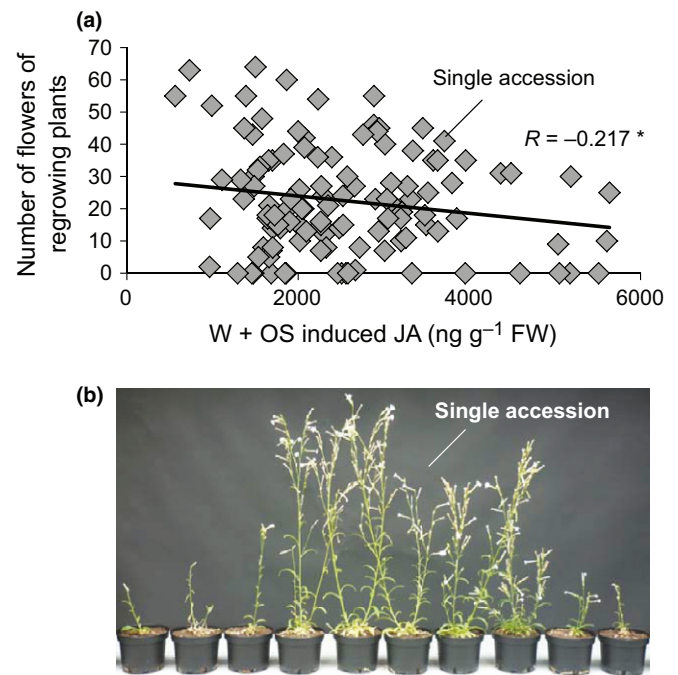 (a)
70
60
50
40
30
20
10
0
Number of flowers of
regrowing plants
Single accession
R = –0.217 *
0 2000 4000 6000
W + OS induced JA (ng g⁻¹ FW)
(b)
Single accession